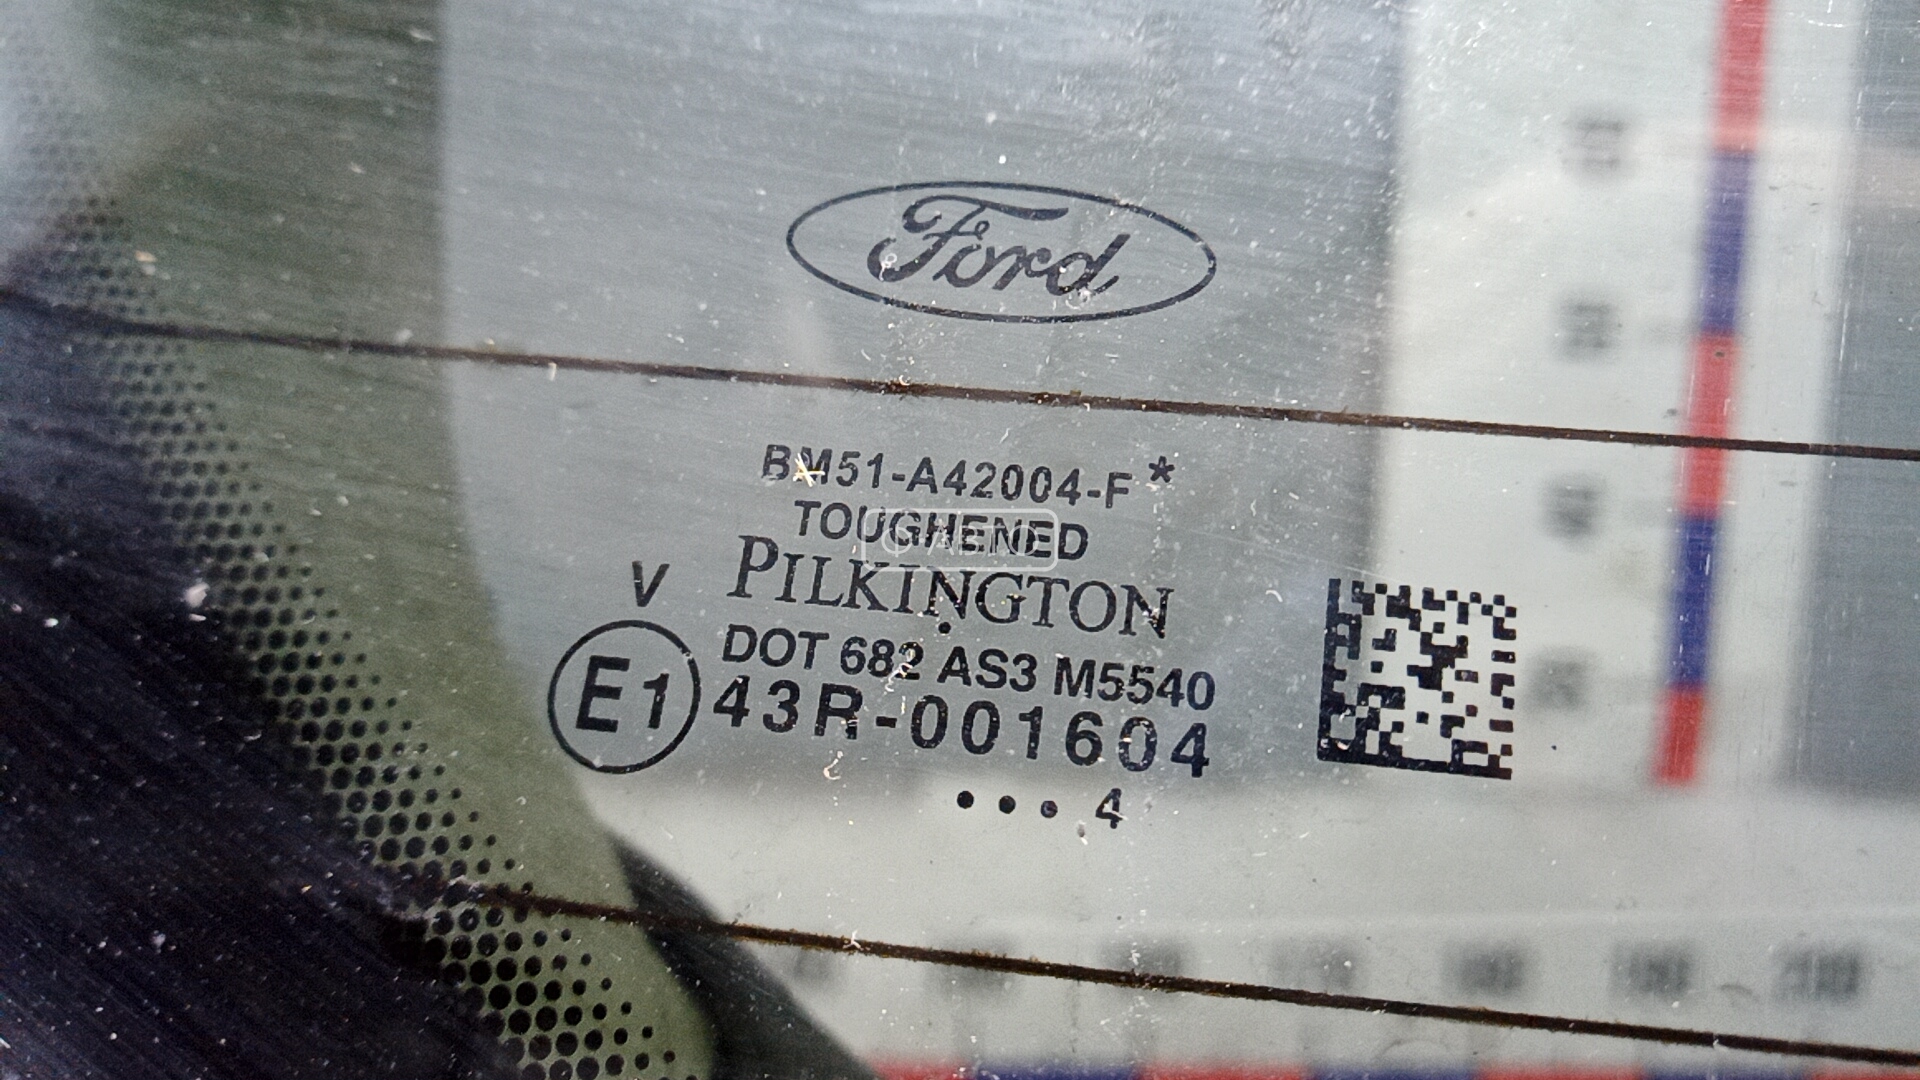 Ford
BM51-A42004-F *
TOUGHENED
V PILKINGTON
DOT 682 AS3 M5540
E1 43R-001604
• • • 4